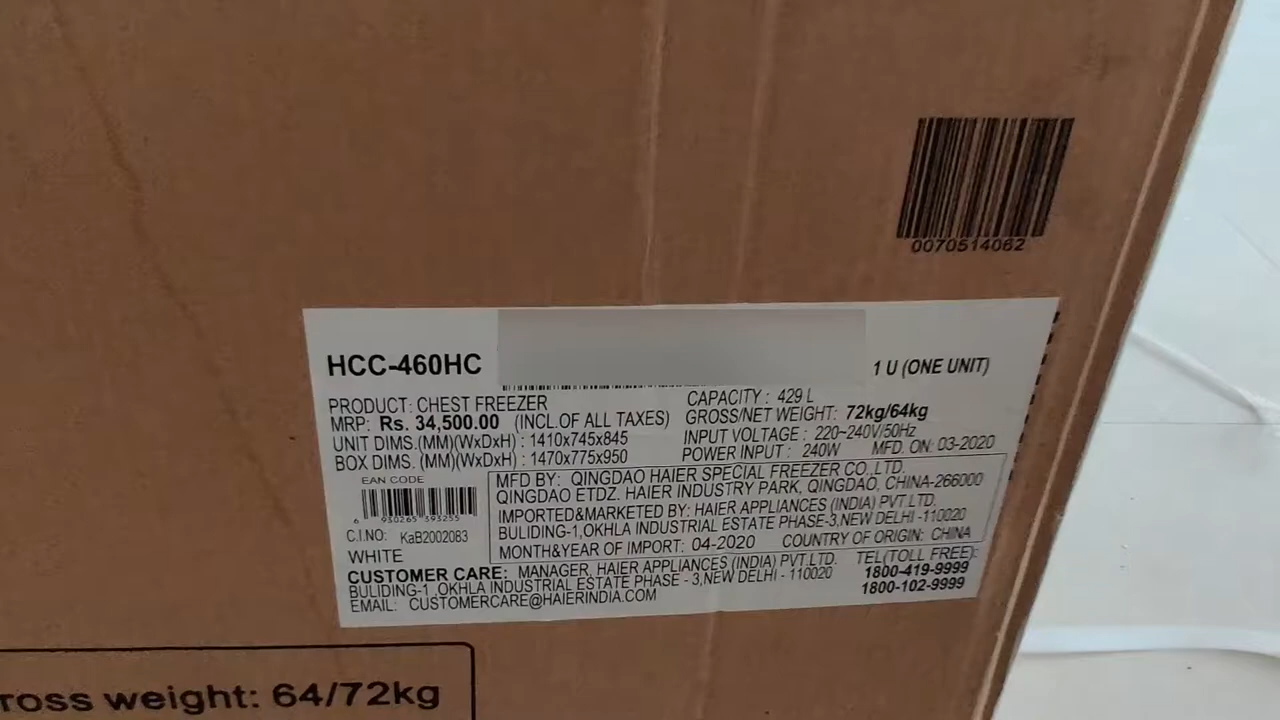 0070514062
HCC-460HC
1 U (ONE UNIT)
PRODUCT: CHEST FREEZER
CAPACITY : 429 L
MRP: Rs. 34,500.00 (INCL.OF ALL TAXES)
GROSS/NET WEIGHT: 72kg/64kg
UNIT DIMS.(MM)(WxDxH) : 1410x745x845
INPUT VOLTAGE : 220~240V/50Hz
BOX DIMS. (MM)(WxDxH) : 1470x775x950
POWER INPUT : 240W MFD. ON: 03-2020
EAN CODE
6 930265 393255
C.I.NO: KaB2002083
WHITE
MFD BY: QINGDAO HAIER SPECIAL FREEZER CO.,LTD.
QINGDAO ETDZ. HAIER INDUSTRY PARK, QINGDAO, CHINA-266000
IMPORTED&MARKETED BY: HAIER APPLIANCES (INDIA) PVT.LTD.
BULIDING-1,OKHLA INDUSTRIAL ESTATE PHASE-3,NEW DELHI -110020
MONTH&YEAR OF IMPORT: 04-2020 COUNTRY OF ORIGIN: CHINA
CUSTOMER CARE: MANAGER, HAIER APPLIANCES (INDIA) PVT.LTD.
BULIDING-1 ,OKHLA INDUSTRIAL ESTATE PHASE - 3,NEW DELHI - 110020
EMAIL: CUSTOMERCARE@HAIERINDIA.COM
TEL(TOLL FREE):
1800-419-9999
1800-102-9999
ross weight: 64/72kg